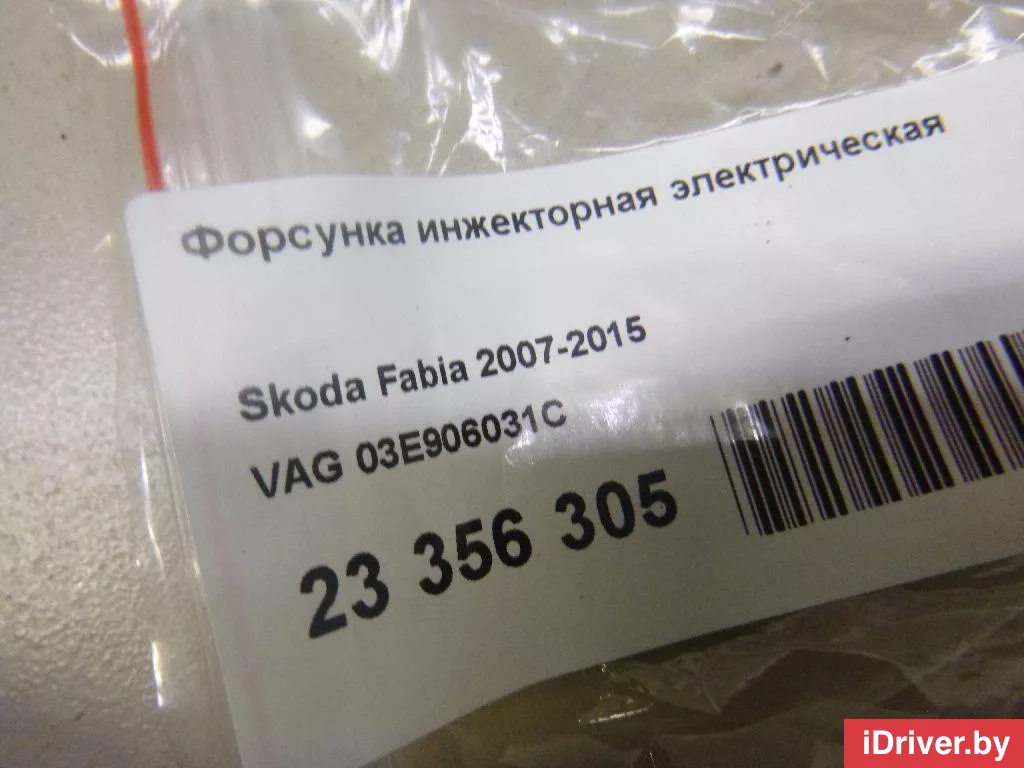 Форсунка инжекторная электрическая
Skoda Fabia 2007-2015
VAG 03E906031C
23 356 305
iDriver.by